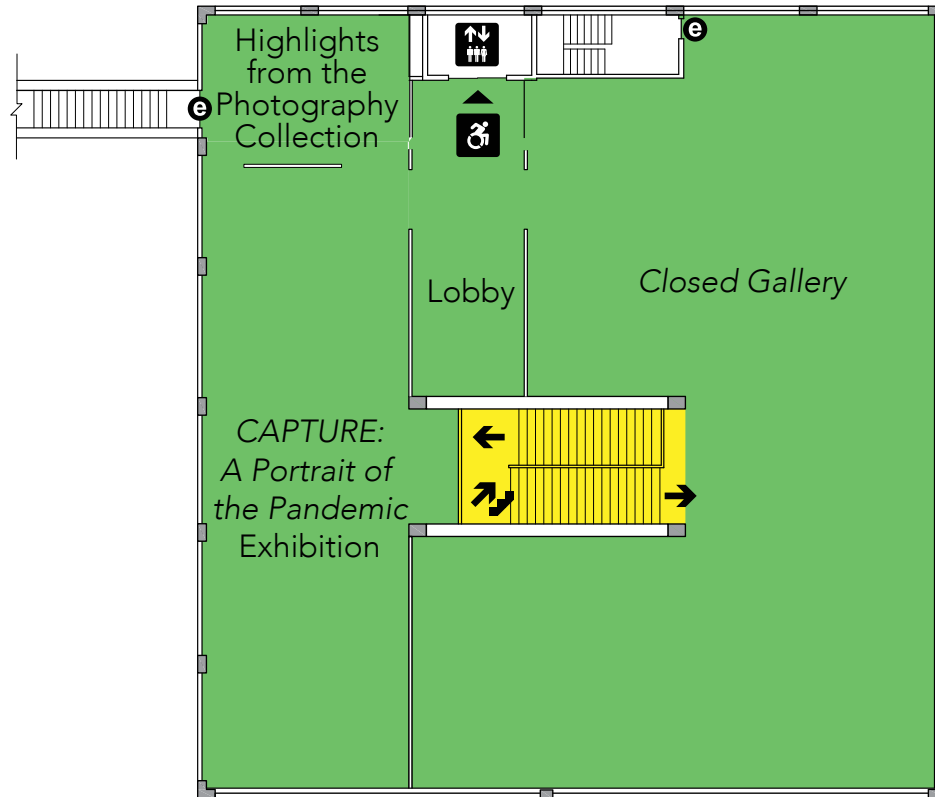 Highlights
from the
Photography
Collection
e
e
Lobby
Closed Gallery
CAPTURE:
A Portrait of
the Pandemic
Exhibition